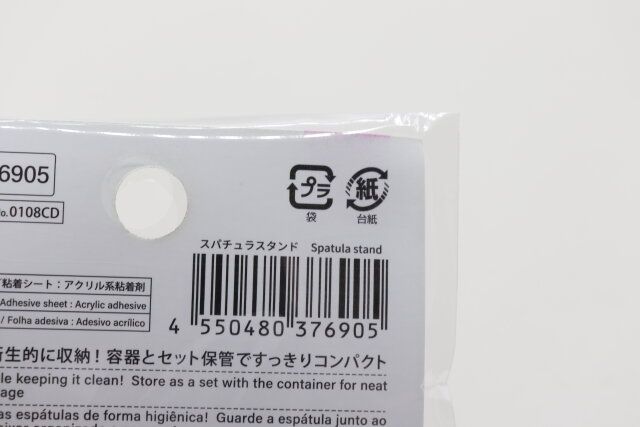 6905
プラ 紙
袋 台紙
No.0108CD
スパチュラスタンド Spatula stand
粘着シート：アクリル系粘着剤
Adhesive sheet : Acrylic adhesive
/ Folha adesiva : Adesivo acrílico
4 550480 376905
生的に収納！容器とセット保管ですっきりコンパクト
keeping it clean! Store as a set with the container for neat
as espátulas de forma higiênica! Guarde a espátula junto ao